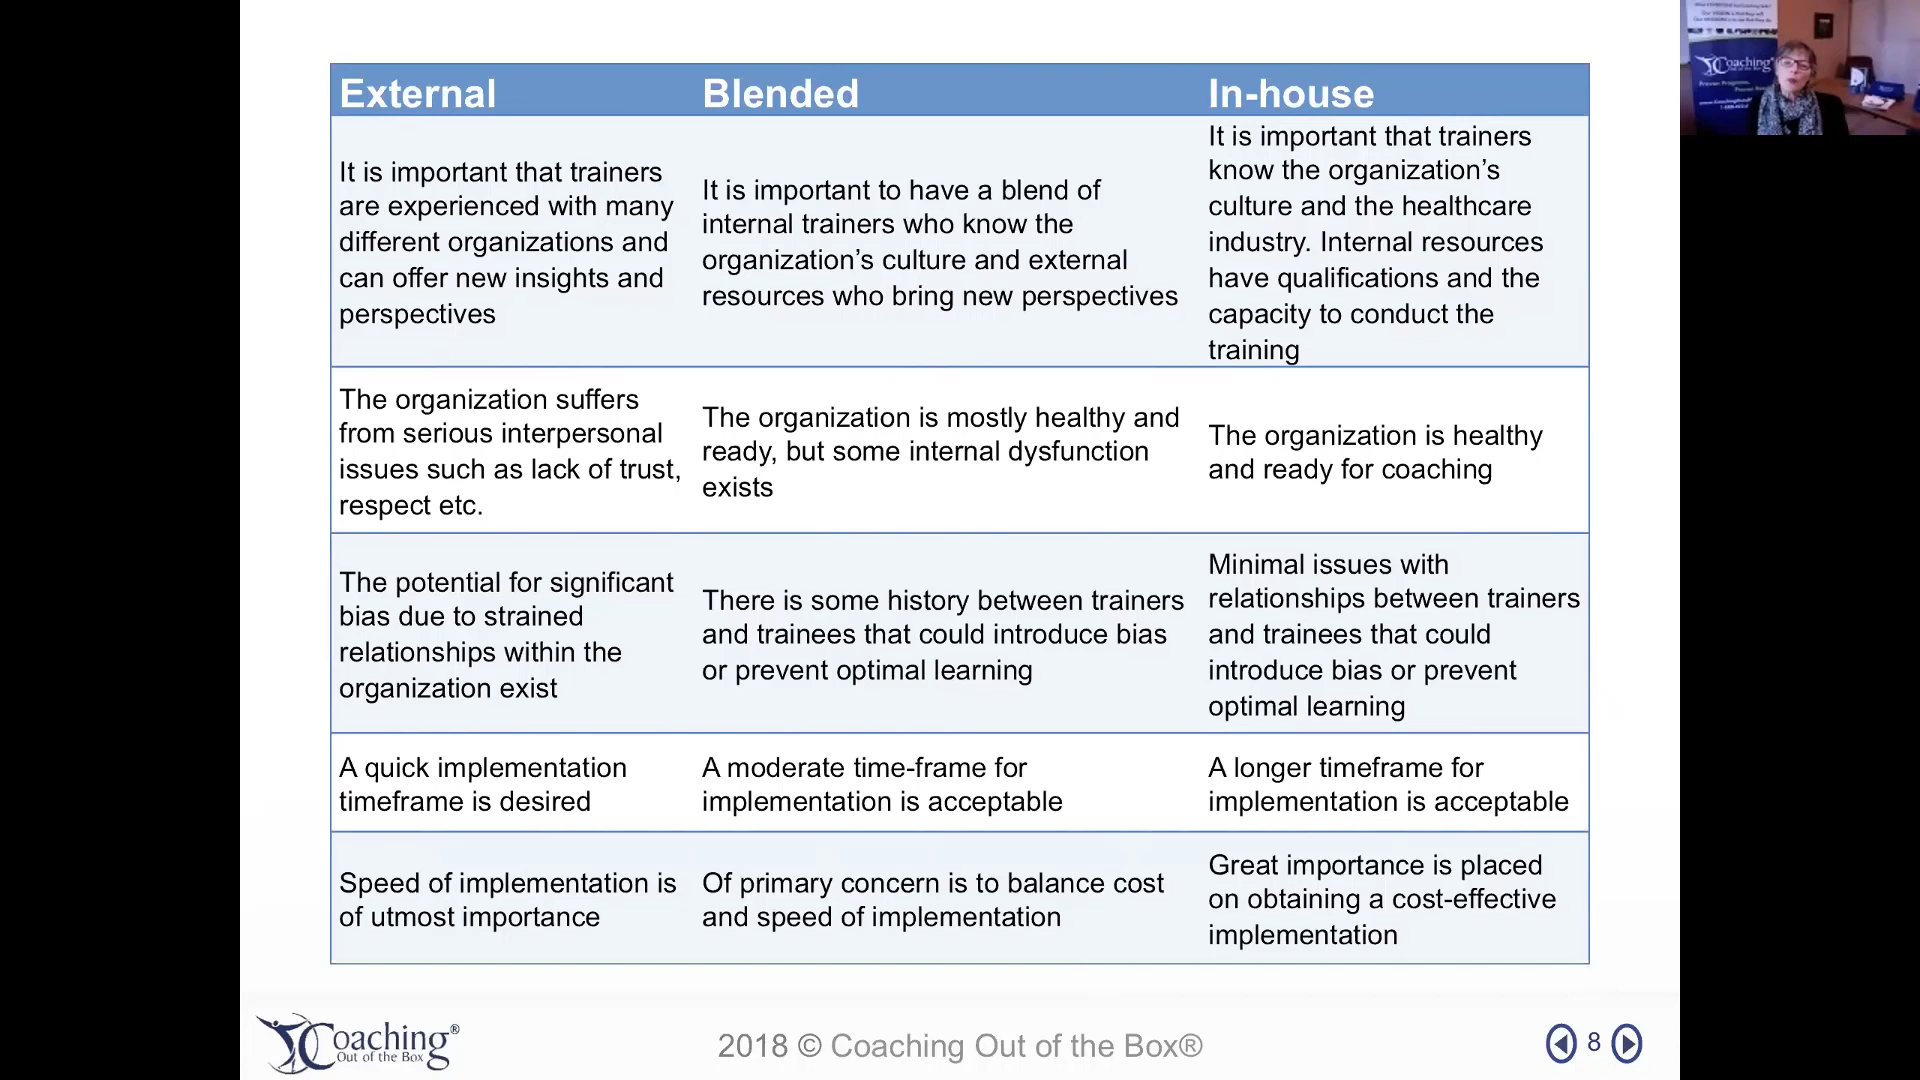 External
Blended
In-house
It is important that trainers
are experienced with many
different organizations and
can offer new insights and
perspectives
It is important to have a blend of
internal trainers who know the
organization’s culture and external
resources who bring new perspectives
It is important that trainers
know the organization’s
culture and the healthcare
industry. Internal resources
have qualifications and the
capacity to conduct the
training
The organization suffers
from serious interpersonal
issues such as lack of trust,
respect etc.
The organization is mostly healthy and
ready, but some internal dysfunction
exists
The organization is healthy
and ready for coaching
The potential for significant
bias due to strained
relationships within the
organization exist
There is some history between trainers
and trainees that could introduce bias
or prevent optimal learning
Minimal issues with
relationships between trainers
and trainees that could
introduce bias or prevent
optimal learning
A quick implementation
timeframe is desired
A moderate time-frame for
implementation is acceptable
A longer timeframe for
implementation is acceptable
Speed of implementation is
of utmost importance
Of primary concern is to balance cost
and speed of implementation
Great importance is placed
on obtaining a cost-effective
implementation
Coaching®
Out of the Box
2018 © Coaching Out of the Box®
8
Coaching®
Out of the Box